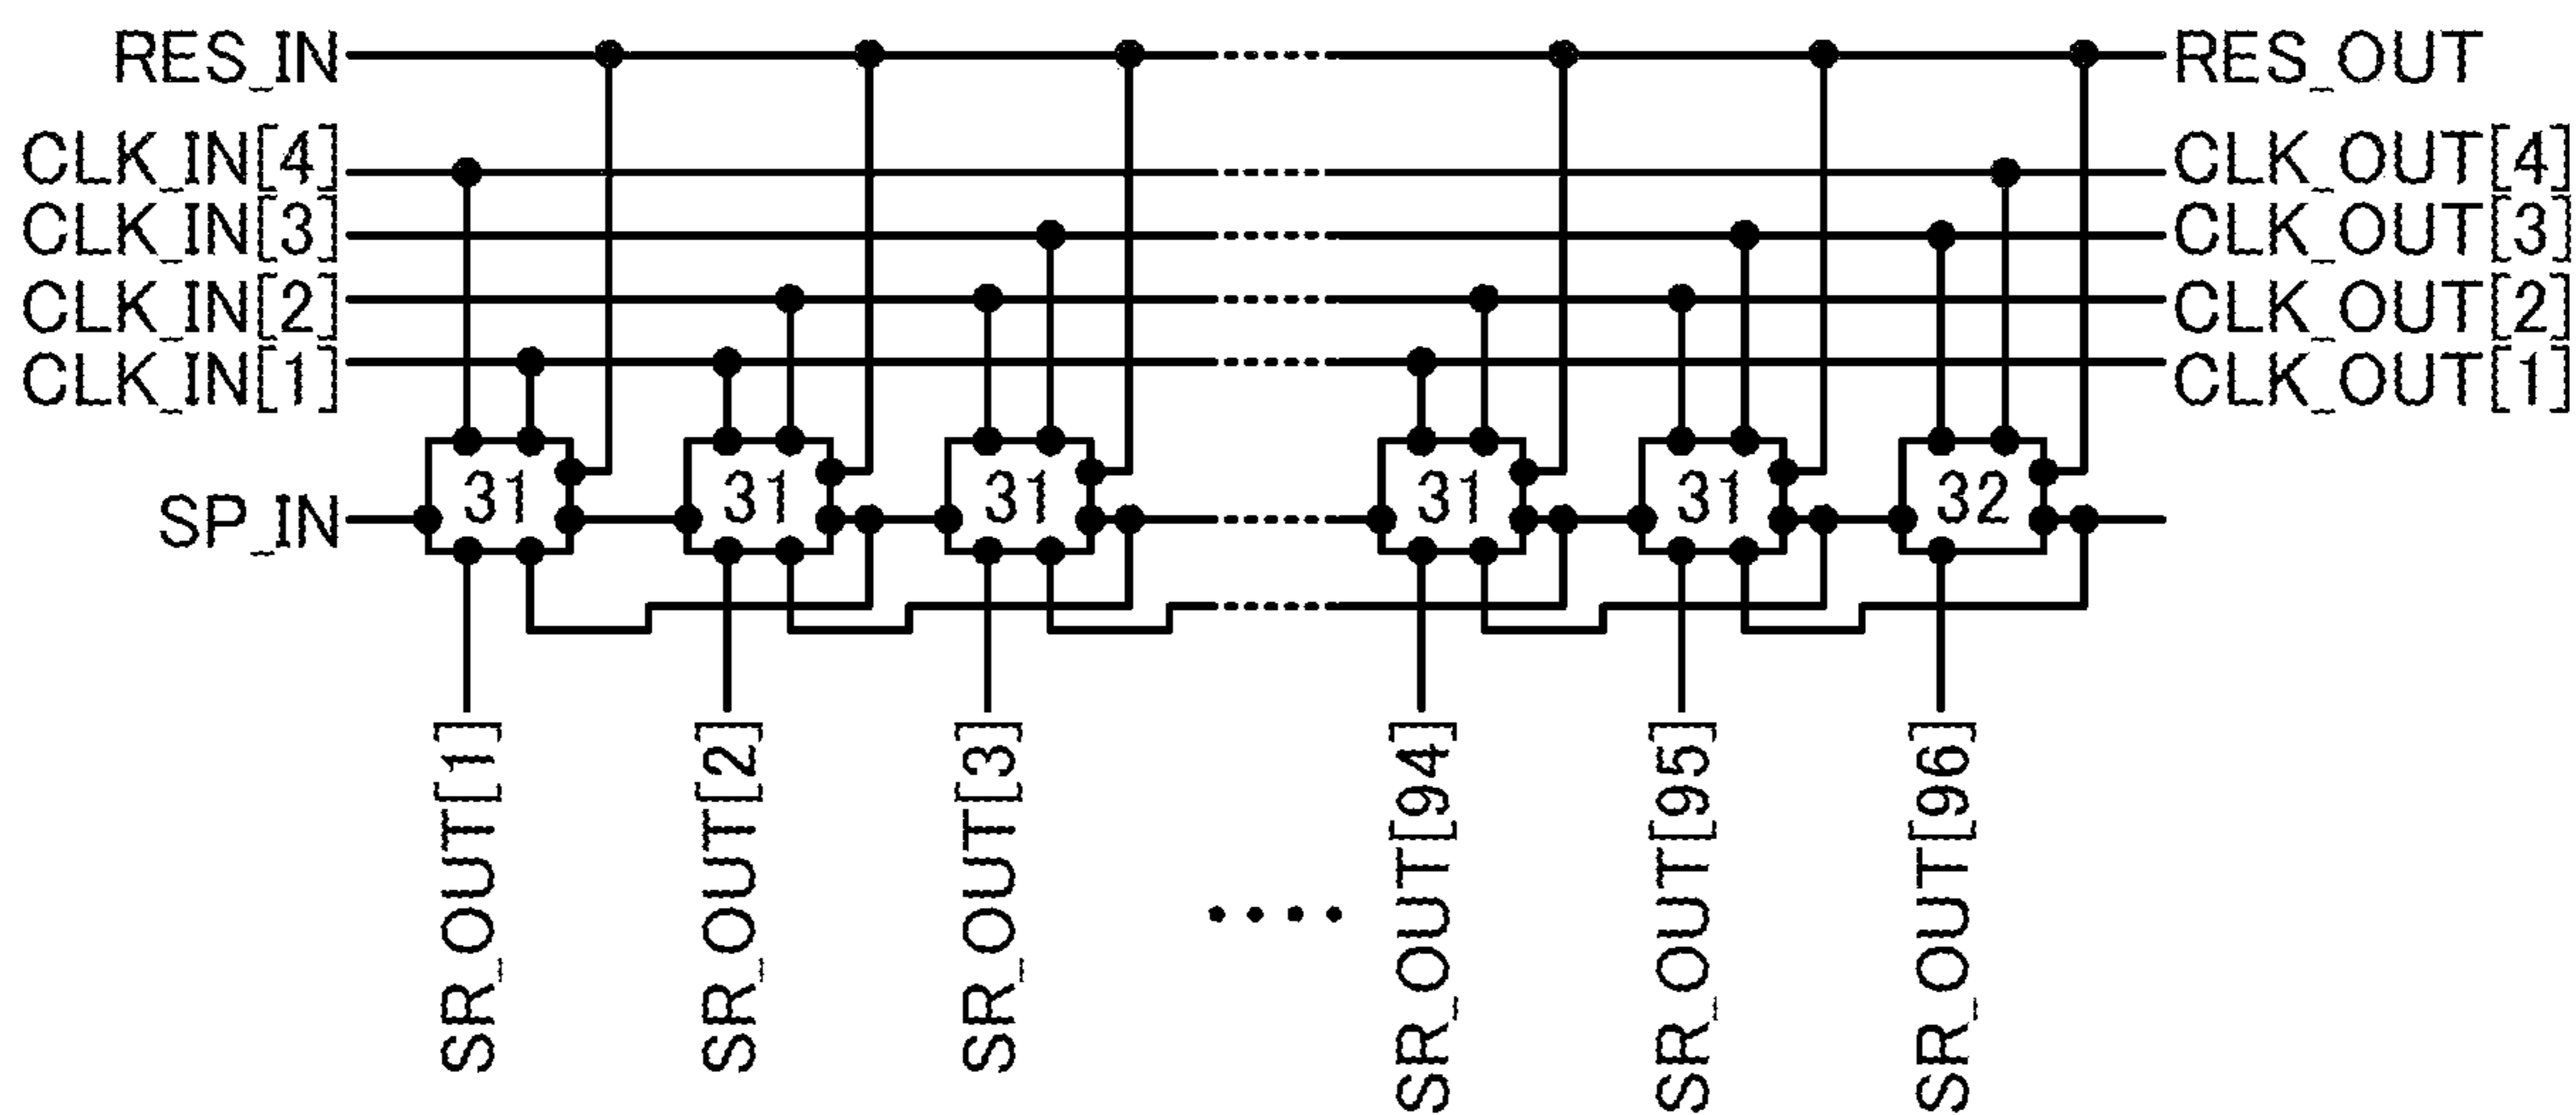 RES_IN
RES_OUT
CLK_IN[4]
CLK_OUT[4]
CLK_IN[3]
CLK_OUT[3]
CLK_IN[2]
CLK_OUT[2]
CLK_IN[1]
CLK_OUT[1]
SP_IN
31
31
31
31
31
32
SR_OUT[1]
SR_OUT[2]
SR_OUT[3]
....
SR_OUT[94]
SR_OUT[95]
SR_OUT[96]